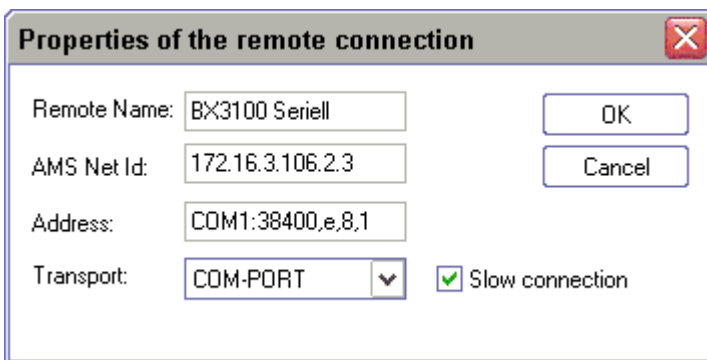 Properties of the remote connection
Remote Name: BX3100 Seriell OK
AMS Net Id: 172.16.3.106.2.3 Cancel
Address: COM1:38400,e,8,1
Transport: COM-PORT Slow connection